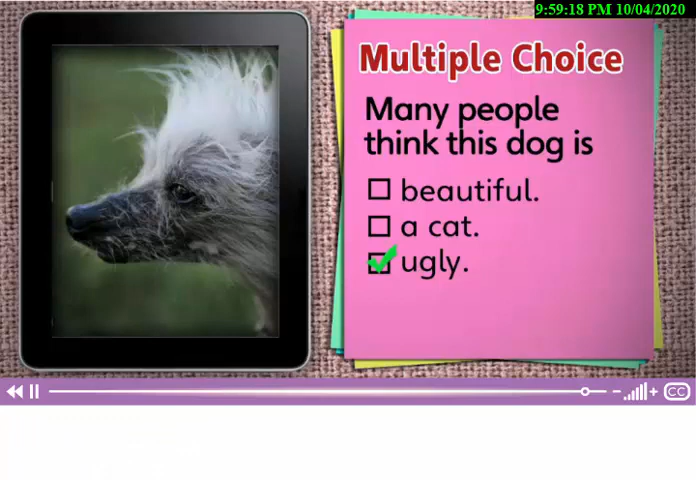 9:59:18 PM 10/04/2020
Multiple Choice
Many people
think this dog is
beautiful.
a cat.
ugly.
CC